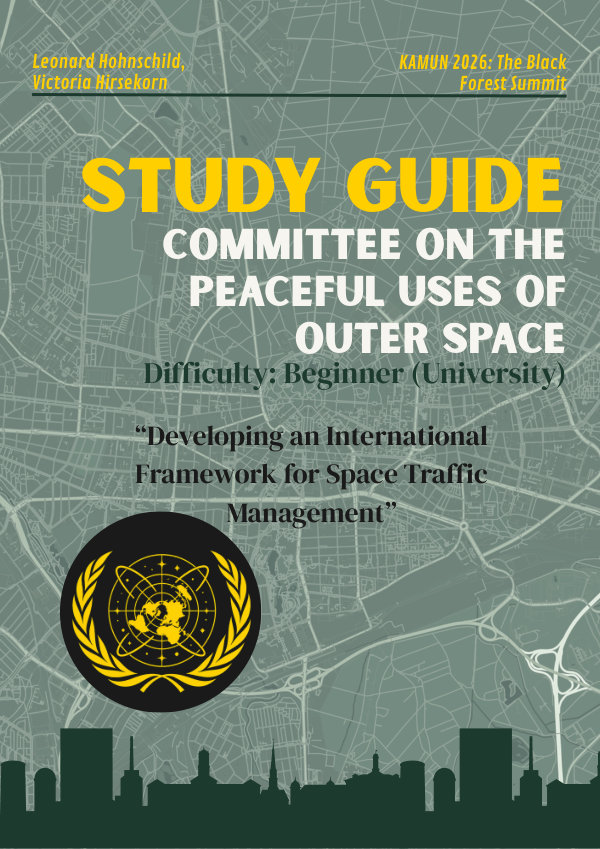 Leonard Hohnschild,
Victoria Hirsekorn
KAMUN 2026: The Black
Forest Summit
STUDY GUIDE
COMMITTEE ON THE
PEACEFUL USES OF
OUTER SPACE
Difficulty: Beginner (University)
“Developing an International
Framework for Space Traffic
Management”